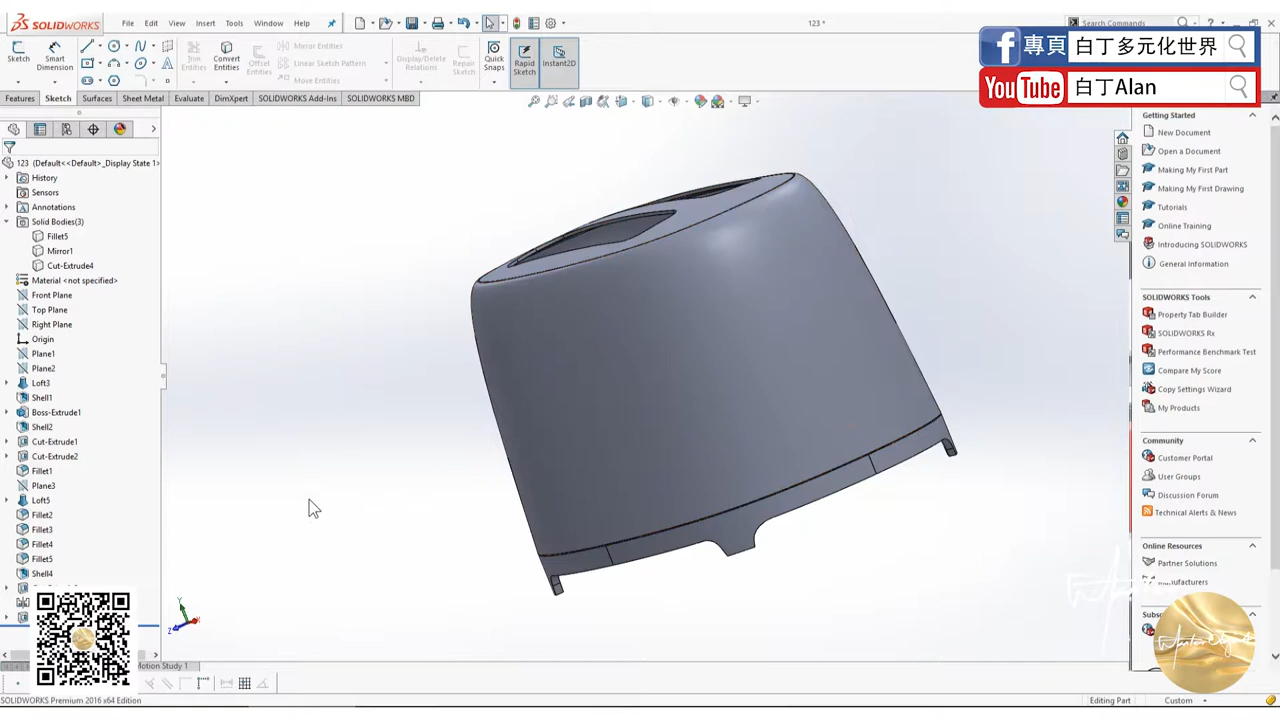 SOLIDWORKS File Edit View Insert Tools Window Help 123 * Search Commands
專頁 白丁多元化世界
YouTube 白丁Alan
Sketch Smart Dimension Trim Entities Convert Entities Offset Entities Mirror Entities Linear Sketch Pattern Move Entities Display/Delete Relations Repair Sketch Quick Snaps Rapid Sketch Instant2D
Features Sketch Surfaces Sheet Metal Evaluate DimXpert SOLIDWORKS Add-Ins SOLIDWORKS MBD
123 (Default<<Default>_Display State 1>
History
Sensors
Annotations
Solid Bodies(3)
Fillet5
Mirror1
Cut-Extrude4
Material <not specified>
Front Plane
Top Plane
Right Plane
Origin
Plane1
Plane2
Loft3
Shell1
Boss-Extrude1
Shell2
Cut-Extrude1
Cut-Extrude2
Fillet1
Plane3
Loft5
Fillet2
Fillet3
Fillet4
Fillet5
Shell4
Y
X
Z
Getting Started
New Document
Open a Document
Making My First Part
Making My First Drawing
Tutorials
Online Training
Introducing SOLIDWORKS
General Information
SOLIDWORKS Tools
Property Tab Builder
SOLIDWORKS Rx
Performance Benchmark Test
Compare My Score
Copy Settings Wizard
My Products
Community
Customer Portal
User Groups
Discussion Forum
Technical Alerts & News
Online Resources
Partner Solutions
Manufacturers
Motion Study 1
SOLIDWORKS Premium 2016 x64 Edition Editing Part Custom